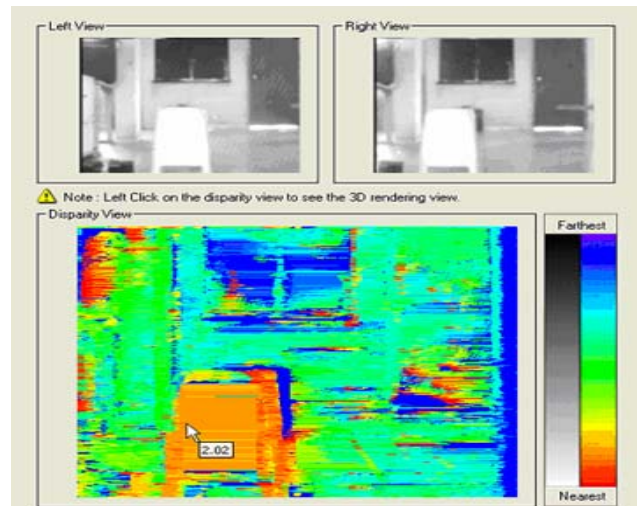 Left View
Right View
Note : Left Click on the disparity view to see the 3D rendering view.
Disparity View
Farthest
2.02
Nearest